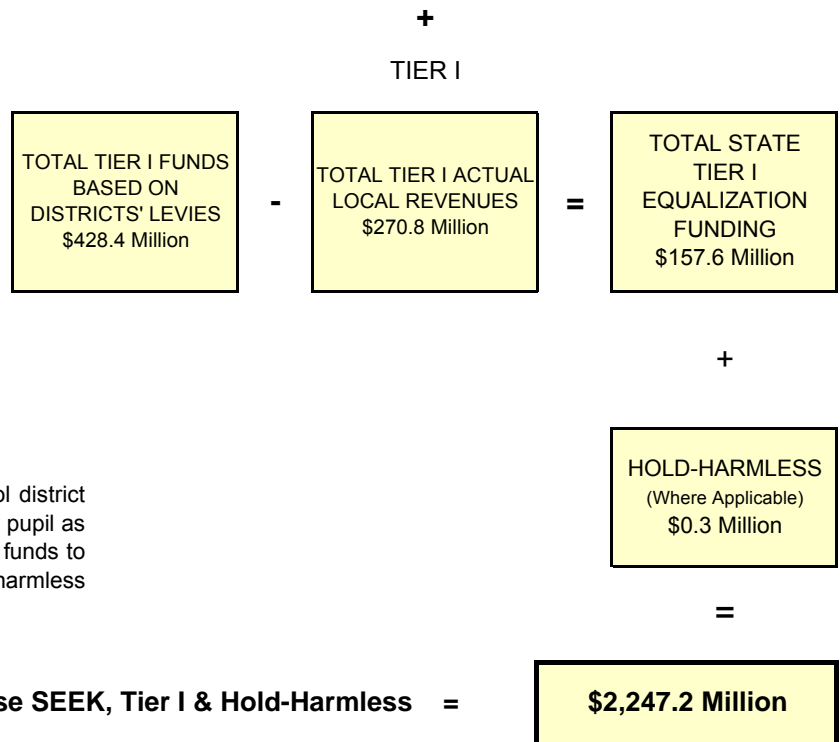 +
TIER I
TOTAL TIER I FUNDS
BASED ON
DISTRICTS' LEVIES
$428.4 Million
-
TOTAL TIER I ACTUAL
LOCAL REVENUES
$270.8 Million
=
TOTAL STATE
TIER I
EQUALIZATION
FUNDING
$157.6 Million
+
HOLD-HARMLESS
(Where Applicable)
$0.3 Million
district
pupil as
funds to
harmless
=
SEEK, Tier I & Hold-Harmless = $2,247.2 Million